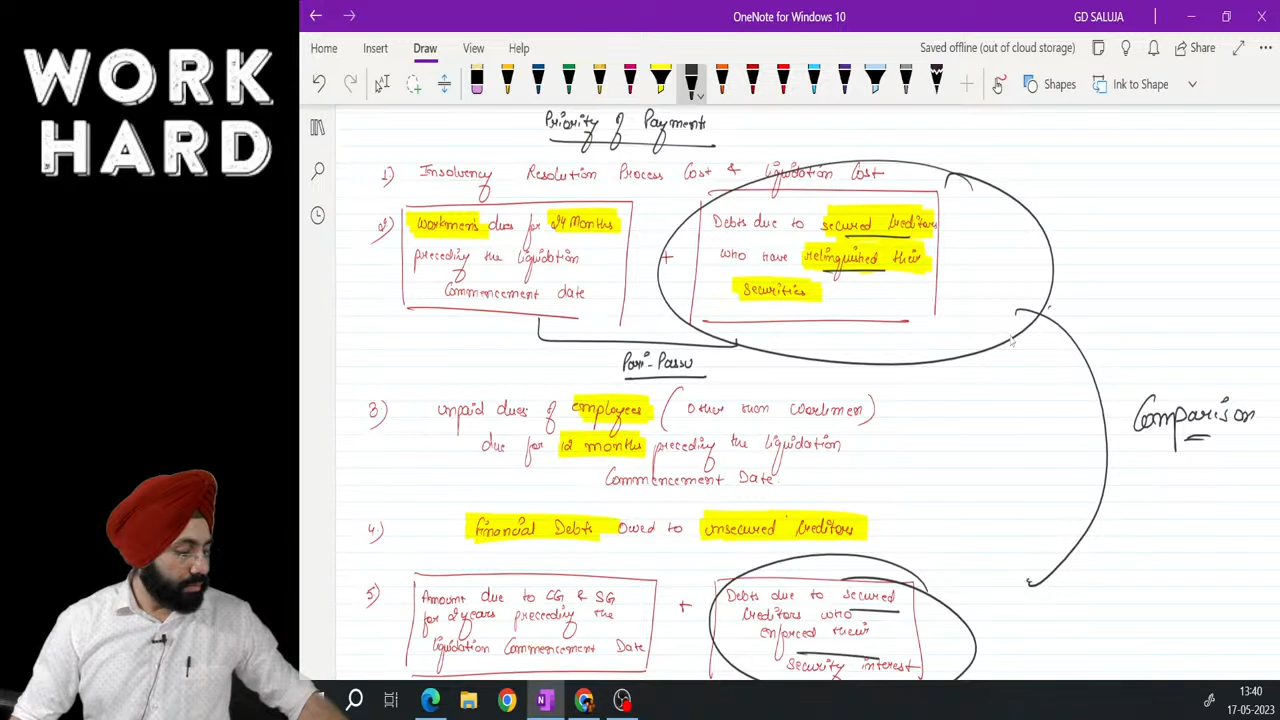 OneNote for Windows 10
GD SALUJA
Home
Insert
Draw
View
Help
Saved offline (out of cloud storage)
Share
Shapes
Ink to Shape
WORK
HARD
Priority of Payments
1) Insolvency Resolution Process Cost & liquidation Cost
2) Workmen's dues for 24 Months
preceding the liquidation
Commencement date
+
Debts due to secured Creditors
who have relinquished their
Securities
Pari-Passu
3) unpaid dues of employees (other than workmen)
due for 12 months preceding the liquidation
Commencement Date.
Comparison
4) Financial Debts owed to unsecured Creditors
5) Amount due to CG & SG
for 2 years preceeding the
liquidation Commencement Date
+
Debts due to secured
Creditors who
enforced their
Security interest
13:40
17-05-2023